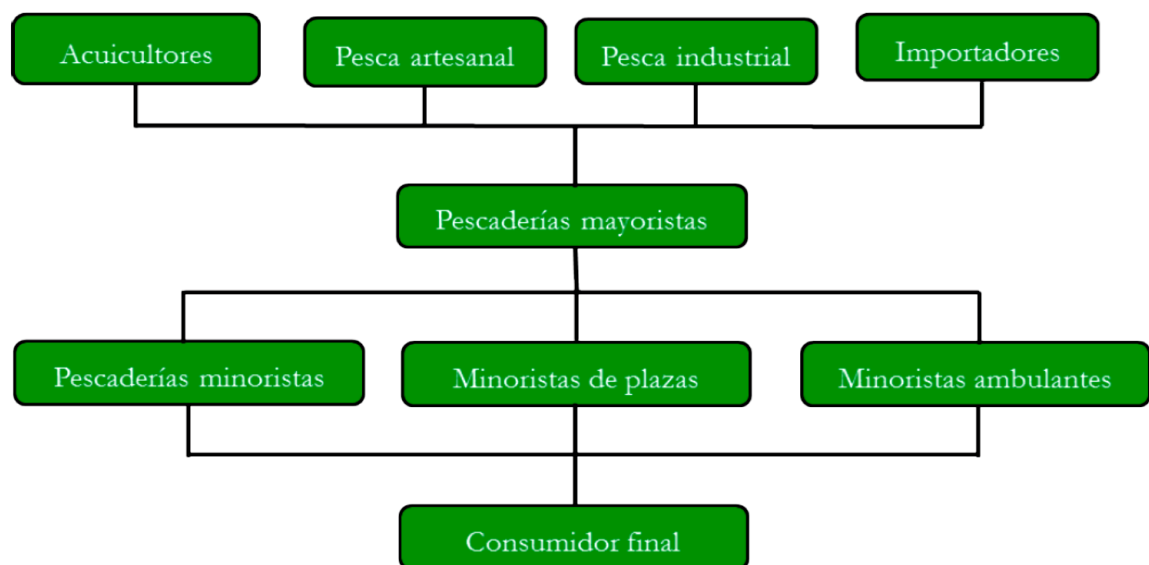 Acuicultores
Pesca artesanal
Pesca industrial
Importadores
Pescaderías mayoristas
Pescaderías minoristas
Minoristas de plazas
Minoristas ambulantes
Consumidor final